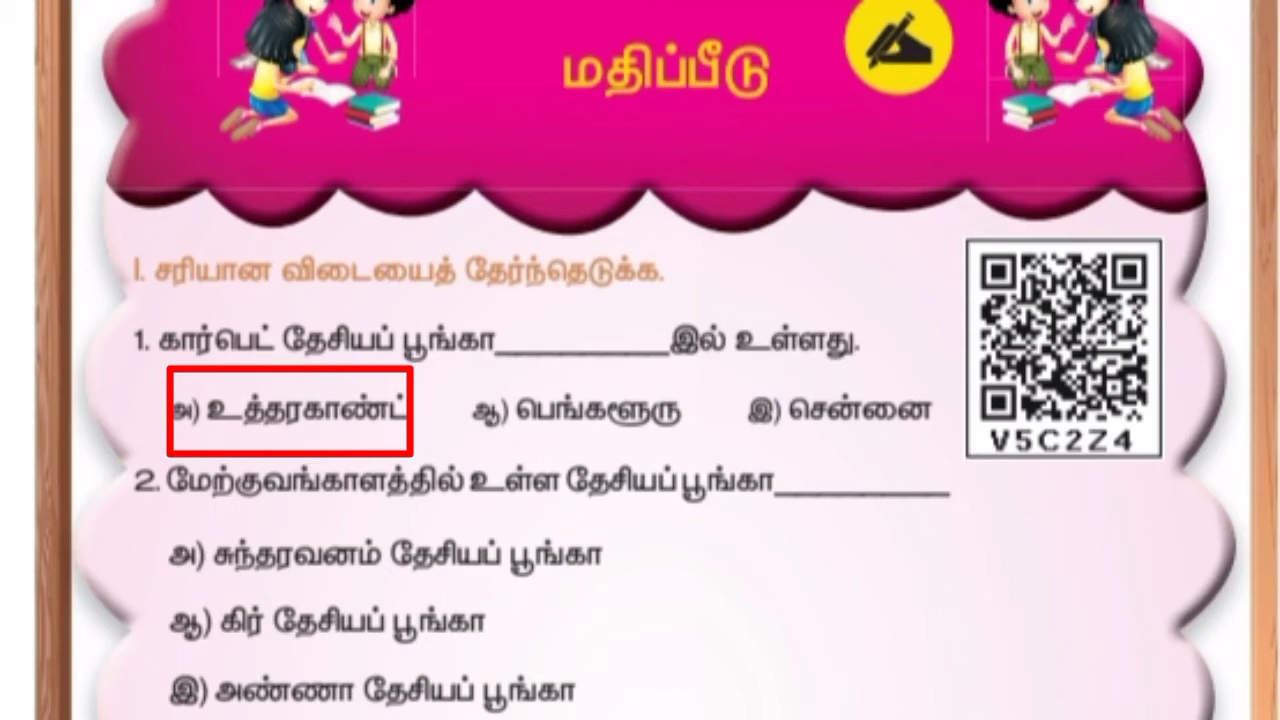 மதிப்பீடு
I. சரியான விடையைத் தேர்ந்தெடுக்க.
1. கார்பெட் தேசியப் பூங்கா__________இல் உள்ளது.
அ) உத்தரகாண்ட் ஆ) பெங்களூரு இ) சென்னை
V5C2Z4
2. மேற்குவங்காளத்தில் உள்ள தேசியப் பூங்கா__________
அ) சுந்தரவனம் தேசியப் பூங்கா
ஆ) கிர் தேசியப் பூங்கா
இ) அண்ணா தேசியப் பூங்கா